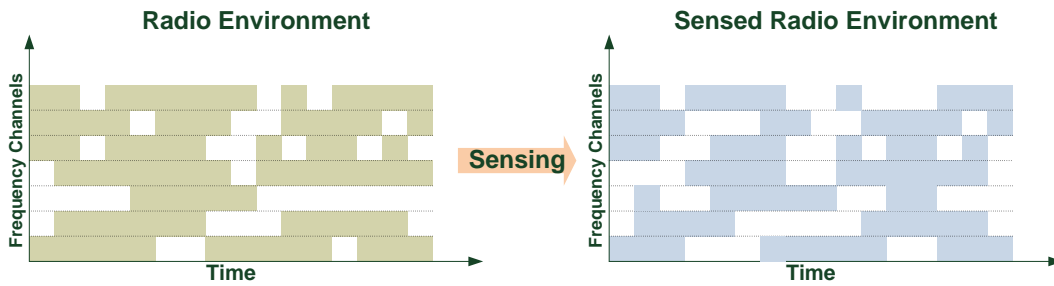 Radio Environment
Frequency Channels
Time
Sensing
Sensed Radio Environment
Frequency Channels
Time